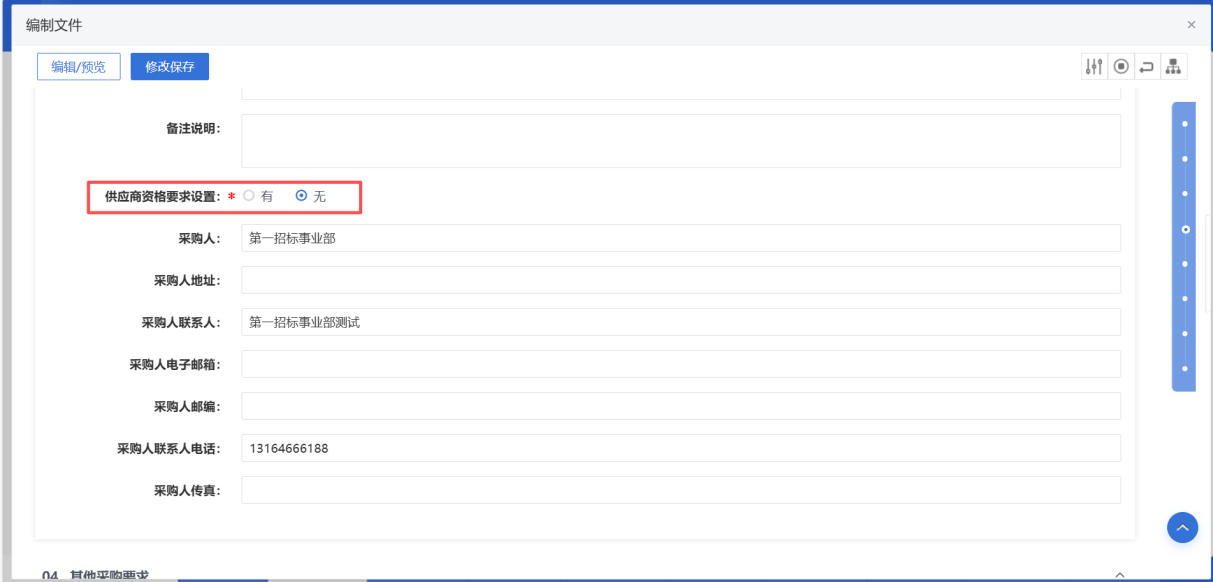 编制文件
编辑/预览 修改保存
备注说明：
供应商资格要求设置：* 有 无
采购人： 第一招标事业部
采购人地址：
采购人联系人： 第一招标事业部测试
采购人电子邮箱：
采购人邮编：
采购人联系人电话： 13164666188
采购人传真：
04 其他采购要求